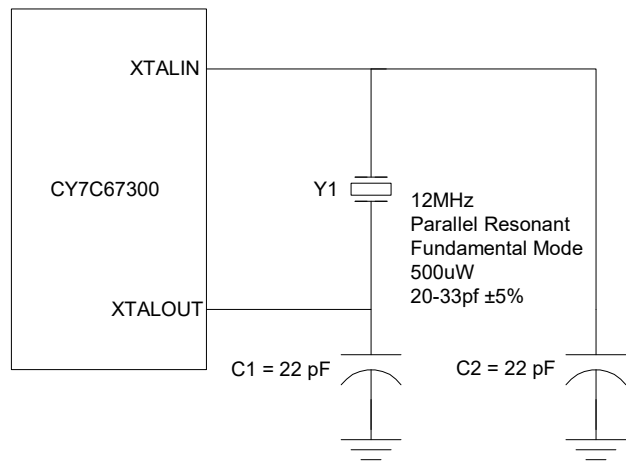 XTALIN
CY7C67300
Y1
12MHz
Parallel Resonant
Fundamental Mode
500uW
20-33pf ±5%
XTALOUT
C1 = 22 pF
C2 = 22 pF